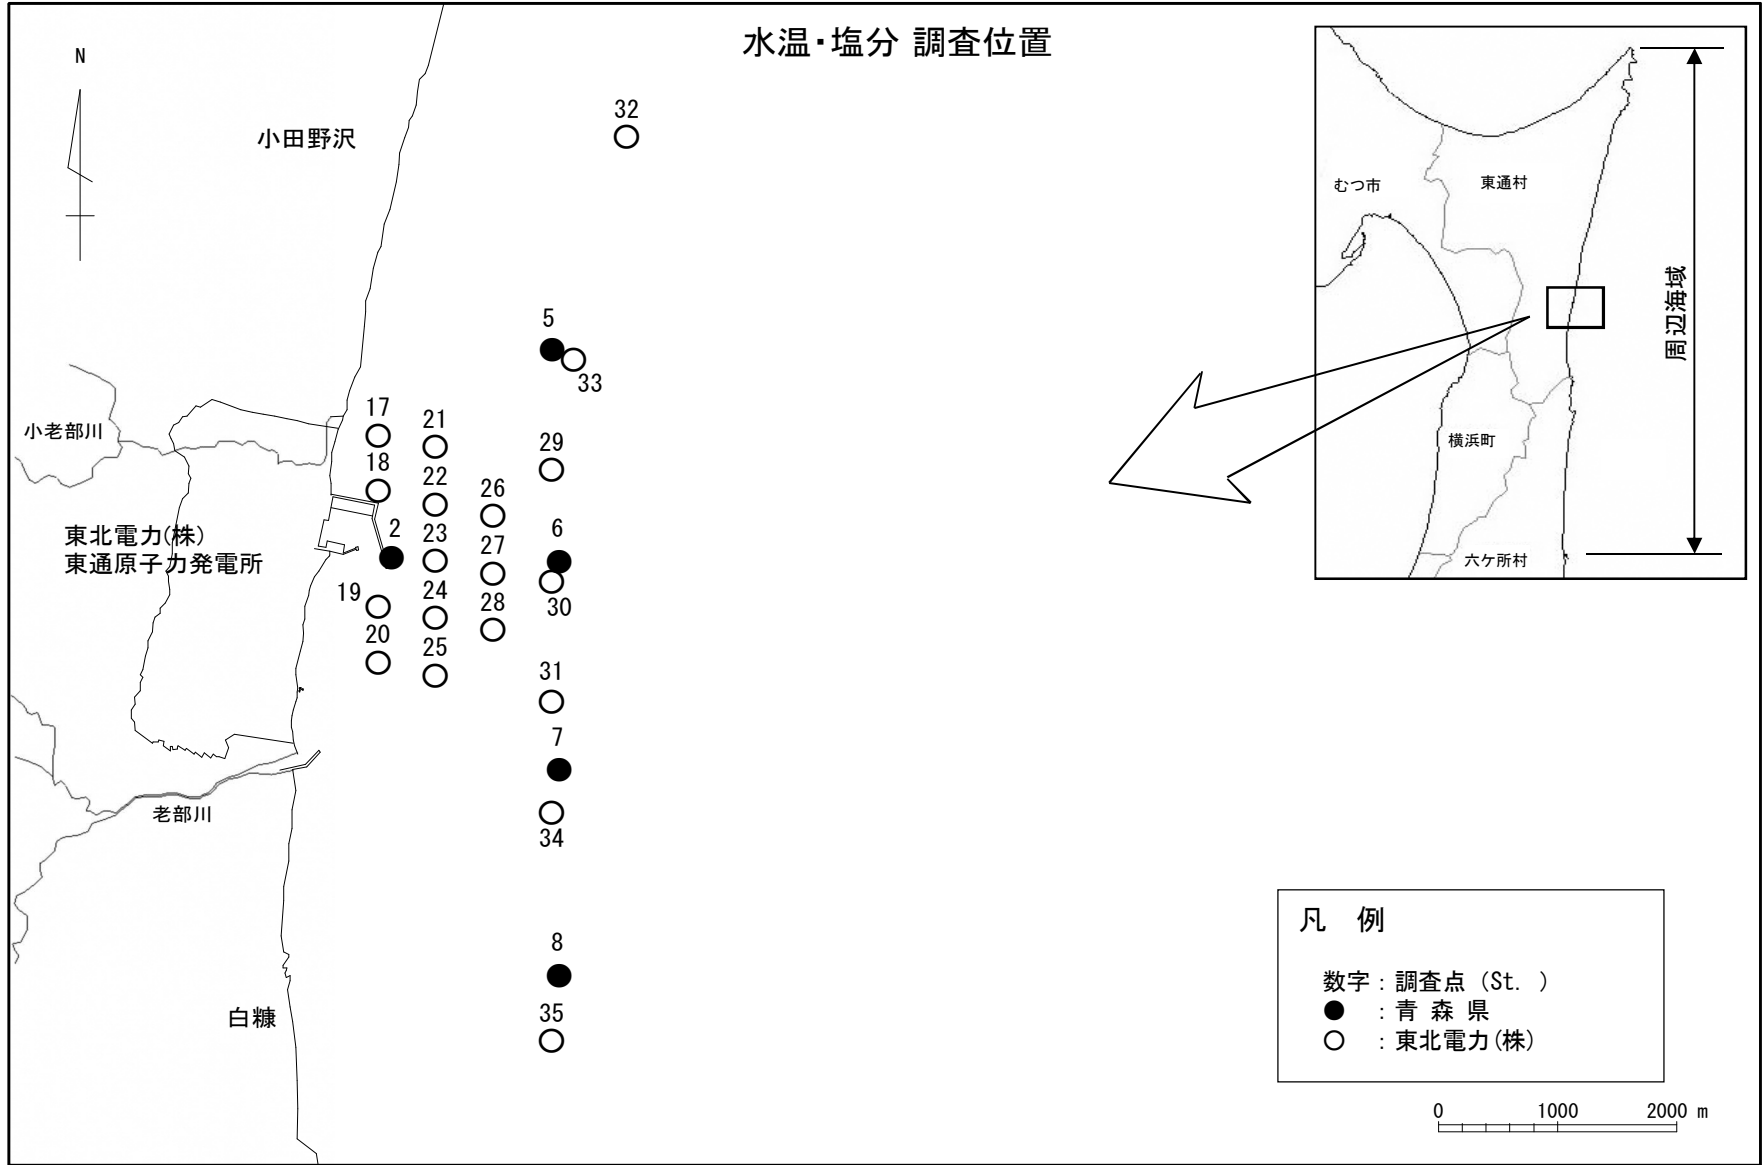 水温・塩分 調査位置
N
小田野沢
32
5
33
17
21
小老部川
29
18
22
26
2
23
6
東北電力(株)
東通原子力発電所
27
19
24
28
30
20
25
31
7
老部川
34
8
白糠
35
むつ市
東通村
周辺海域
横浜町
六ケ所村
凡 例
数字 : 調査点 (St. )
● : 青 森 県
○ : 東北電力(株)
0 1000 2000 m